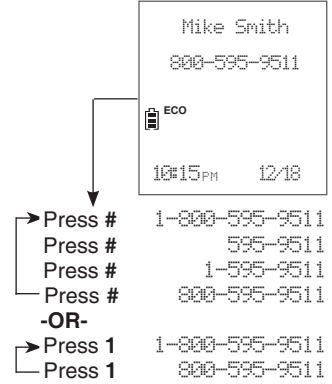 Mike Smith
800-595-9511
ECO
10:15PM 12/18
Press # 1-800-595-9511
Press # 595-9511
Press # 1-595-9511
Press # 800-595-9511
-OR-
Press 1 1-800-595-9511
Press 1 800-595-9511